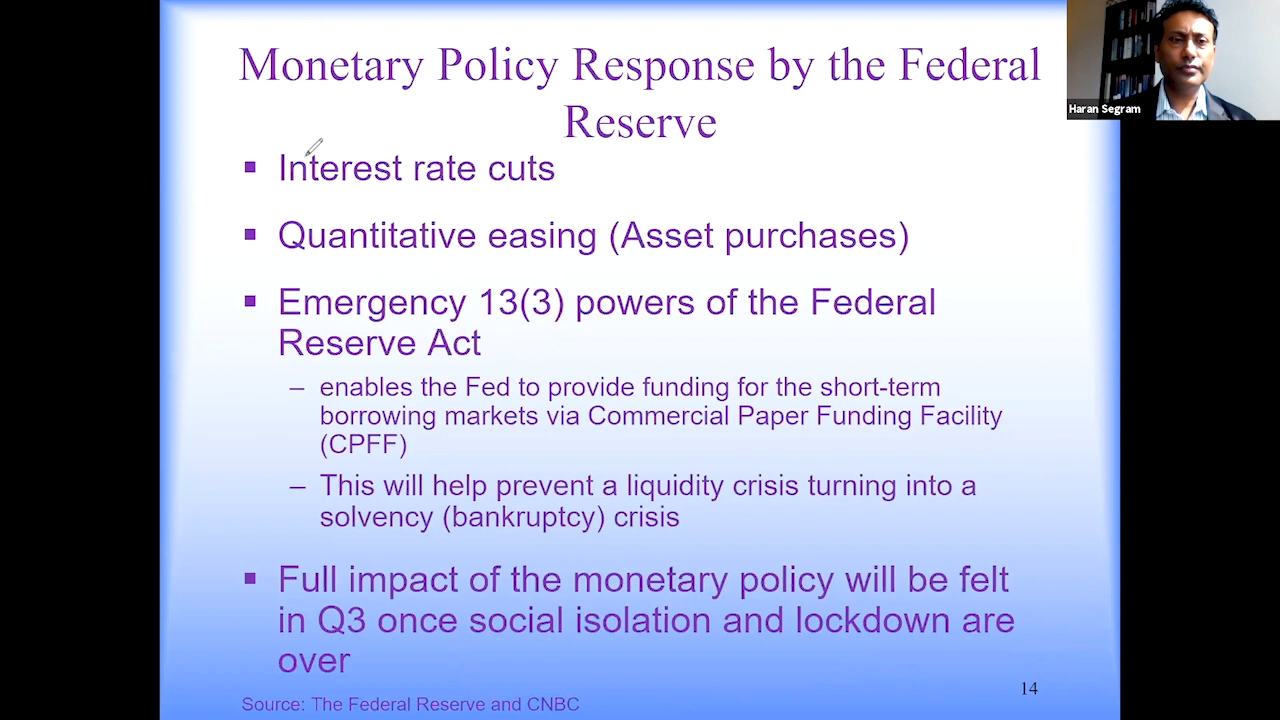 Monetary Policy Response by the Federal
Reserve
Haran Segram
▪ Interest rate cuts
▪ Quantitative easing (Asset purchases)
▪ Emergency 13(3) powers of the Federal
Reserve Act
– enables the Fed to provide funding for the short-term
borrowing markets via Commercial Paper Funding Facility
(CPFF)
– This will help prevent a liquidity crisis turning into a
solvency (bankruptcy) crisis
▪ Full impact of the monetary policy will be felt
in Q3 once social isolation and lockdown are
over
14
Source: The Federal Reserve and CNBC